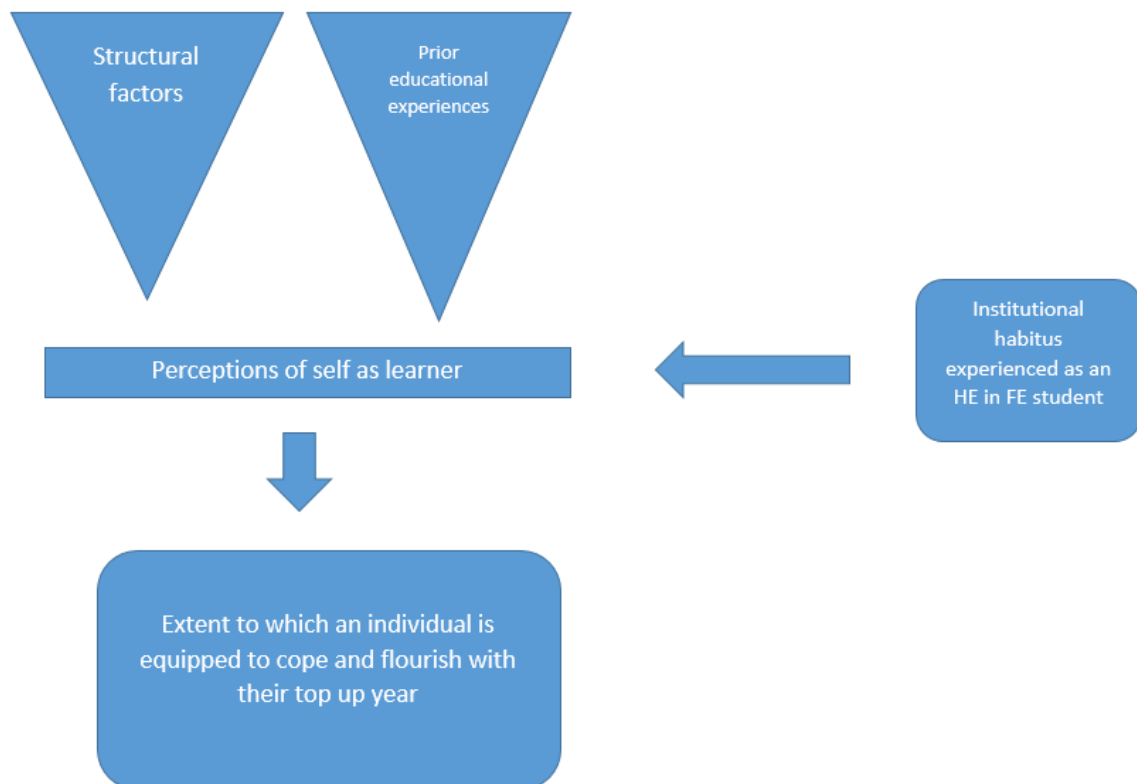 Structural
factors
Prior
educational
experiences
Perceptions of self as learner
Institutional
habitus
experienced as an
HE in FE student
Extent to which an individual is
equipped to cope and flourish with
their top up year